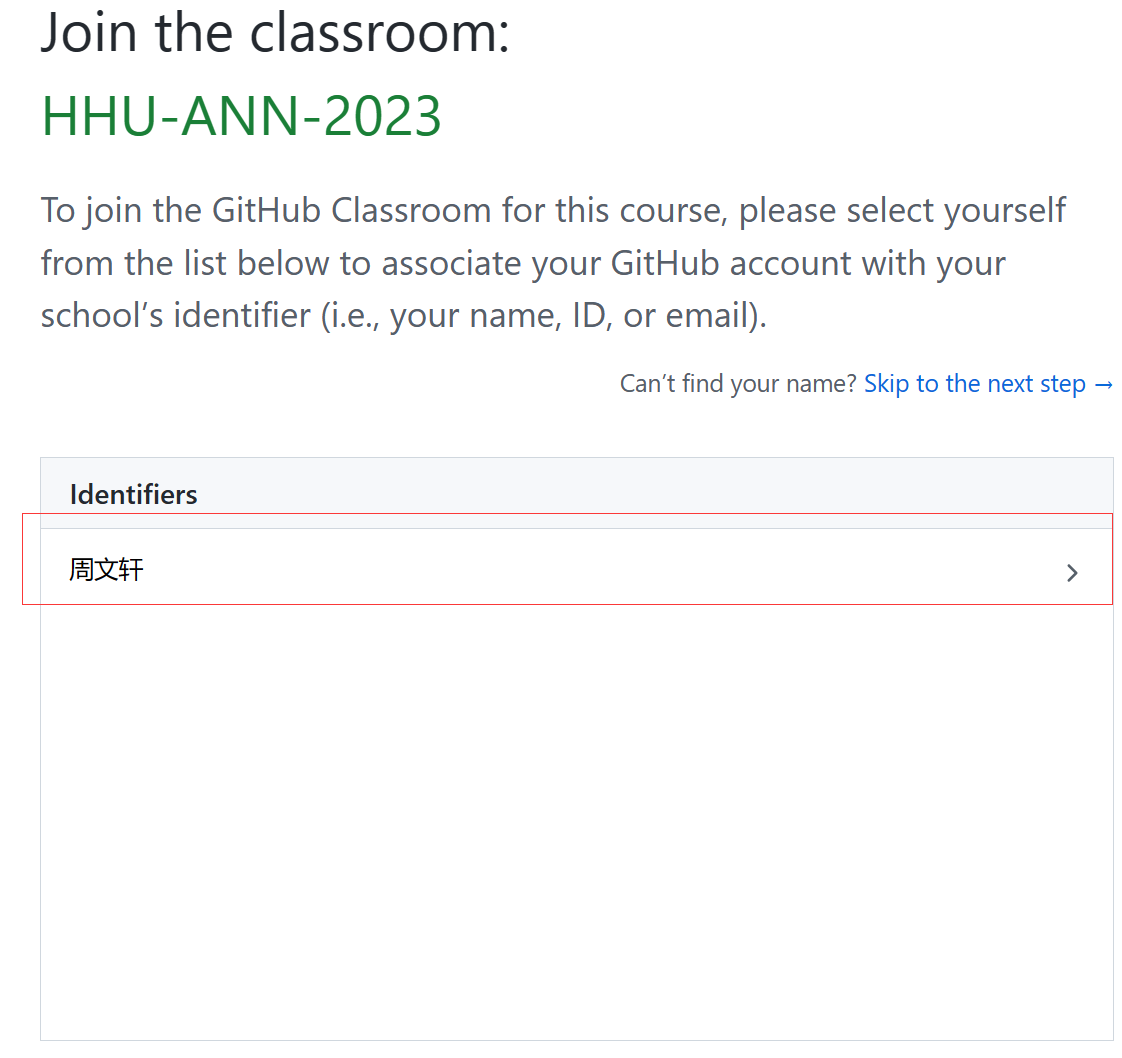 Join the classroom:
HHU-ANN-2023
To join the GitHub Classroom for this course, please select yourself
from the list below to associate your GitHub account with your
school’s identifier (i.e., your name, ID, or email).
Can’t find your name? Skip to the next step →
Identifiers
周文轩